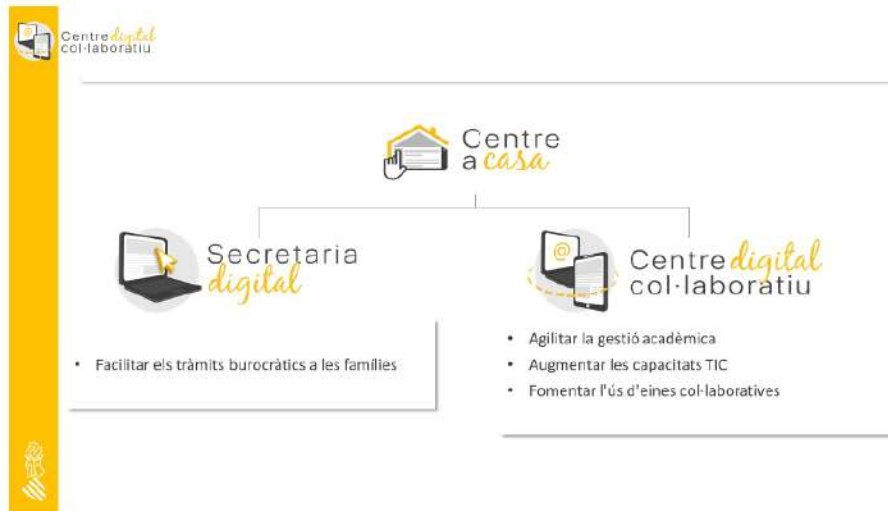 Centre digital
col·laboratiu
Centre
a casa
Secretaria
digital
Centre digital
col·laboratiu
• Facilitar els tràmits burocràtics a les famílies
• Agilitar la gestió acadèmica
• Augmentar les capacitats TIC
• Fomentar l'ús d'eines col·laboratives